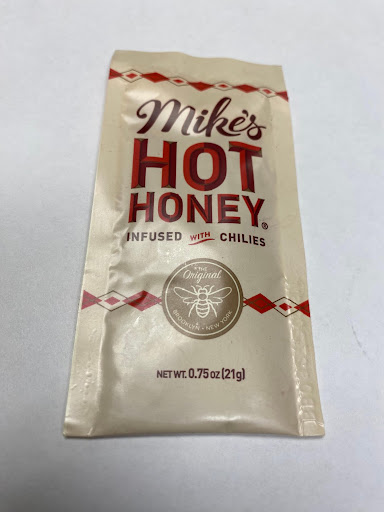 Mike's
HOT
HONEY®
INFUSED WITH CHILIES
THE
Original
BROOKLYN • NEW YORK
NET WT. 0.75 OZ (21g)